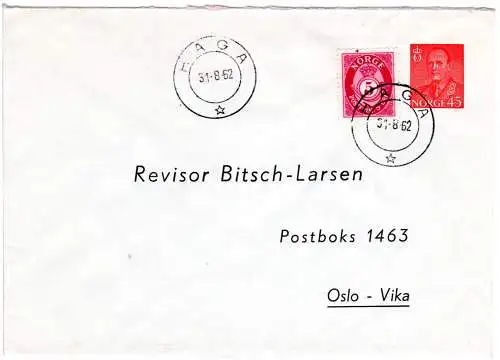 HAGA
31-8-62
NORGE
5
NORGE 45
HAGA
31-8-62
Revisor Bitsch-Larsen
Postboks 1463
Oslo - Vika